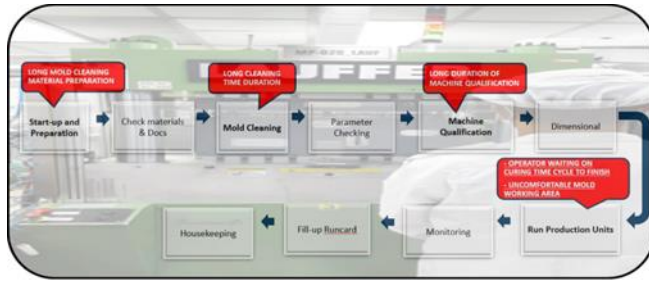 LONG MOLD CLEANING
MATERIAL PREPARATION
LONG CLEANING
TIME DURATION
LONG DURATION OF
MACHINE QUALIFICATION
Start-up and
Preparation
Check materials
& Docs
Mold Cleaning
Parameter
Checking
Machine
Qualification
Dimensional
- OPERATOR WAITING ON
CURING TIME CYCLE TO FINISH
- UNCOMFORTABLE MOLD
WORKING AREA
Housekeeping
Fill-up Runcard
Monitoring
Run Production Units